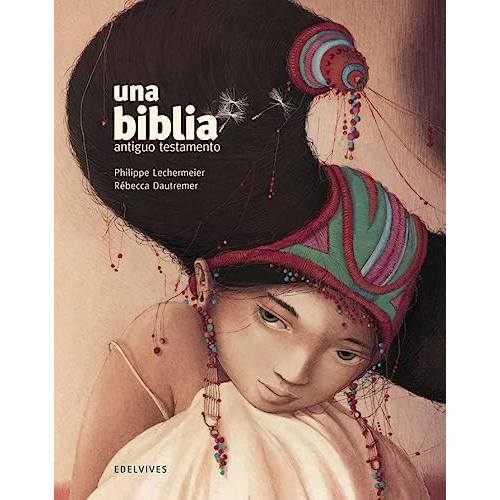 una
biblia
antiguo testamento
Philippe Lechermeier
Rébecca Dautremer
EDELVIVES